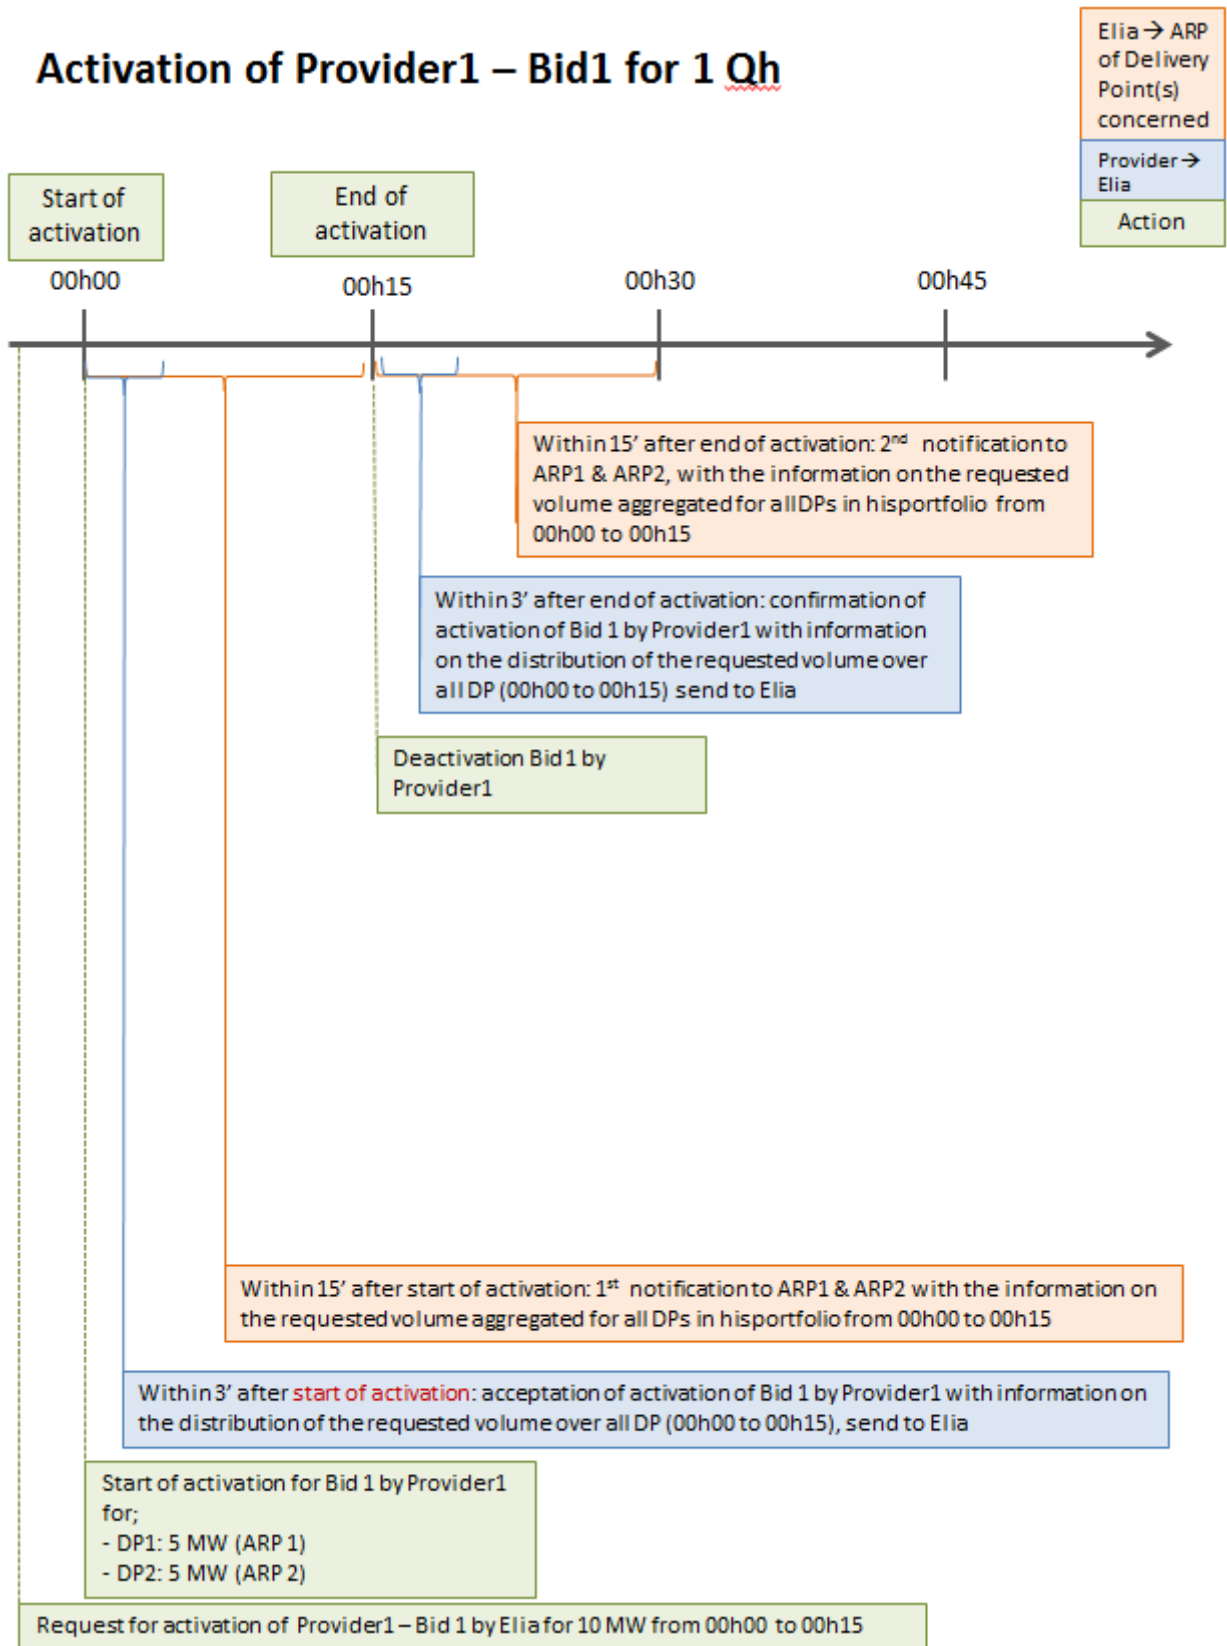 Activation of Provider1 – Bid1 for 1 Qh
Elia → ARP
of Delivery
Point(s)
concerned
Provider →
Elia
Action
Start of
activation
End of
activation
00h00
00h15
00h30
00h45
Within 15' after end of activation: 2nd notification to
ARP1 & ARP2, with the information on the requested
volume aggregated for all DPs in hisportfolio from
00h00 to 00h15
Within 3' after end of activation: confirmation of
activation of Bid 1 by Provider1 with information
on the distribution of the requested volume over
all DP (00h00 to 00h15) send to Elia
Deactivation Bid1 by
Provider1
Within 15' after start of activation: 1st notification to ARP1 & ARP2 with the information on
the requested volume aggregated for all DPs in hisportfolio from 00h00 to 00h15
Within 3' after start of activation: acceptation of activation of Bid 1 by Provider1 with information on
the distribution of the requested volume over all DP (00h00 to 00h15), send to Elia
Start of activation for Bid 1 by Provider1
for;
- DP1: 5 MW (ARP 1)
- DP2: 5 MW (ARP 2)
Request for activation of Provider1 – Bid 1 by Elia for 10 MW from 00h00 to 00h15